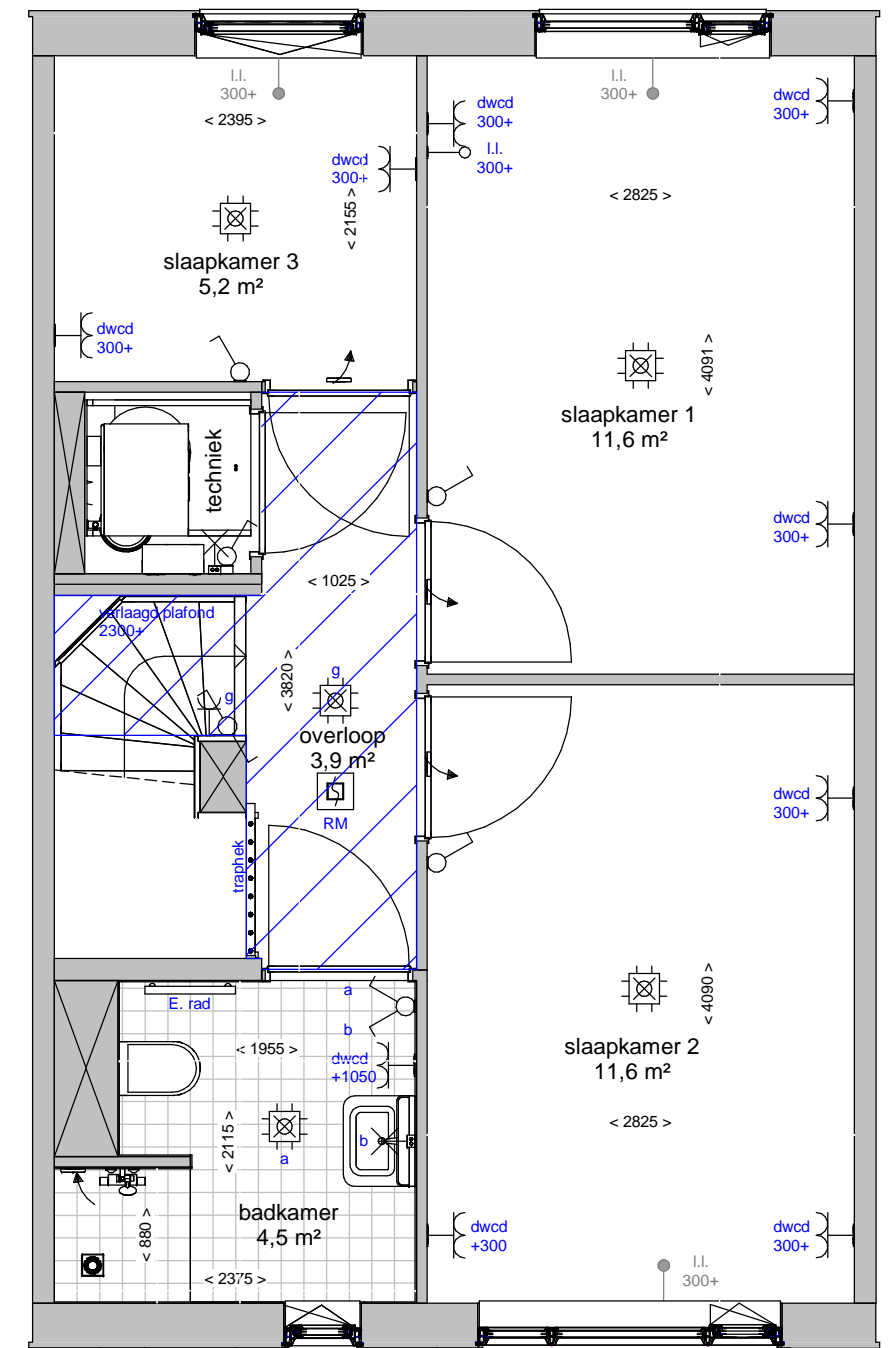 l.l.
300+
< 2395 >
dwcd
300+
< 2155 >
slaapkamer 3
5,2 m²
dwcd
300+
l.l.
300+
dwcd
300+
dwcd
300+
l.l.
300+
< 2825 >
< 4091 >
slaapkamer 1
11,6 m²
dwcd
300+
techniek
< 1025 >
verlaagd plafond
2300+
g
< 3820 >
g
overloop
3,9 m²
RM
traphek
dwcd
300+
< 4090 >
slaapkamer 2
11,6 m²
< 2825 >
dwcd
+300
dwcd
300+
l.l.
300+
E. rad
a
b
< 1955 >
dwcd
+1050
b
< 2115 >
a
badkamer
4,5 m²
< 880 >
< 2375 >